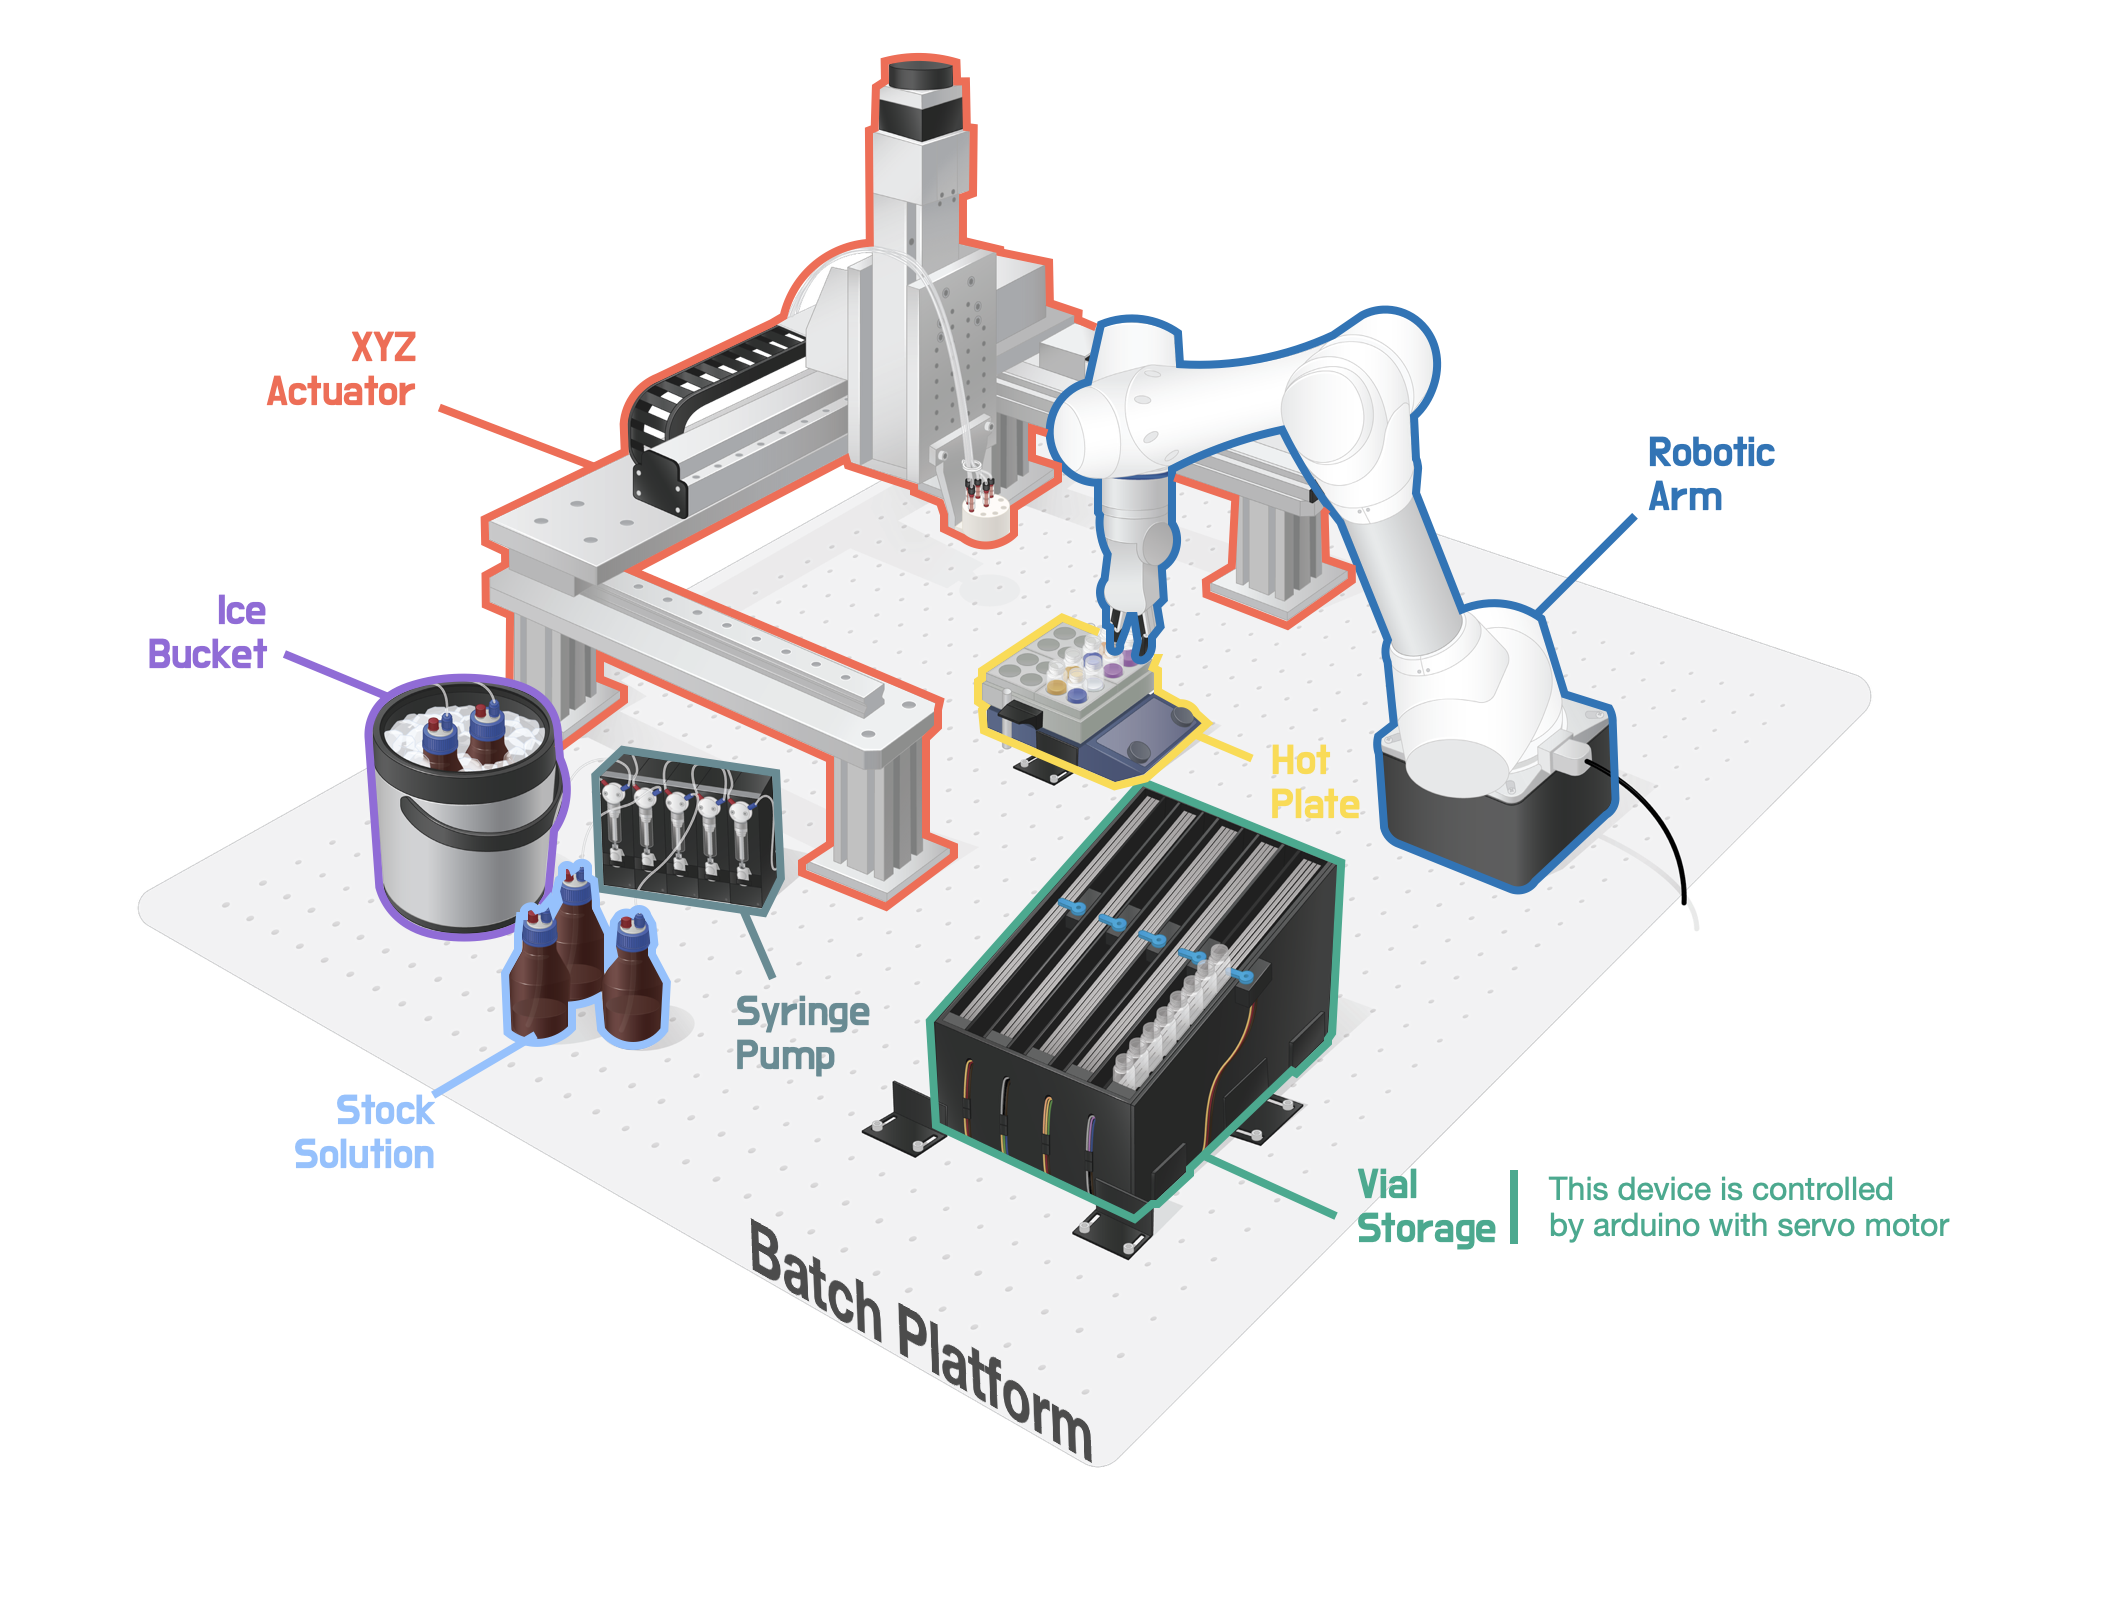 XYZ
Actuator
Robotic
Arm
Ice
Bucket
Hot
Plate
Syringe
Pump
Stock
Solution
Vial
Storage
This device is controlled
by arduino with servo motor
Batch Platform